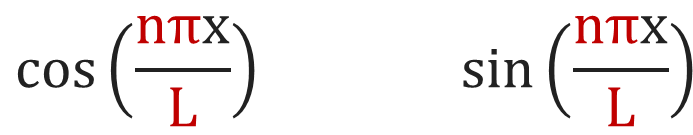 cos (nπx/L) sin (nπx/L)